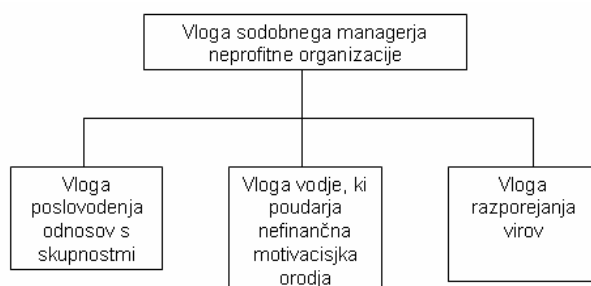 Vloga sodobnega managerja
neprofitne organizacije
Vloga
poslovodenja
odnosov s
skupnostmi
Vloga vodje, ki
poudarja
nefinančna
motivacisjka
orodja
Vloga
razporejanja
virov